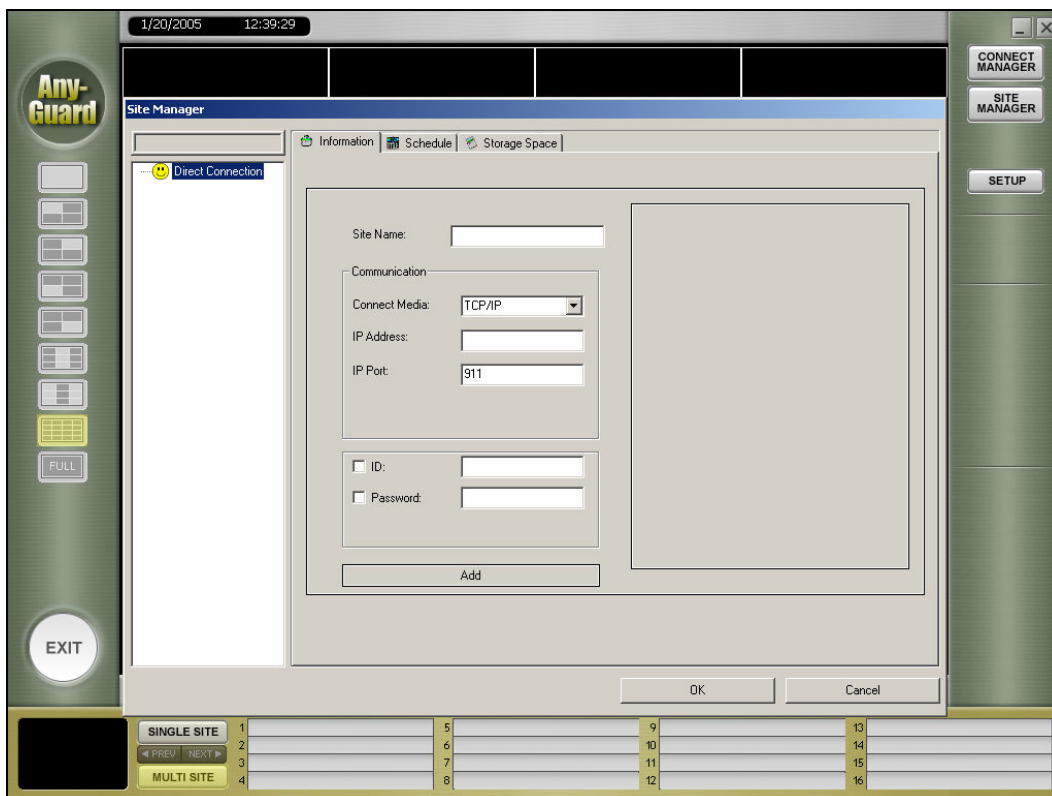 1/20/2005 12:39:29
Any-
Guard
CONNECT
MANAGER
SITE
MANAGER
SETUP
Site Manager
Information Schedule Storage Space
Direct Connection
Site Name:
Communication
Connect Media: TCP/IP
IP Address:
IP Port: 911
ID:
Password:
Add
FULL
EXIT
OK Cancel
SINGLE SITE
PREV NEXT
MULTI SITE
1 5 9 13
2 6 10 14
3 7 11 15
4 8 12 16